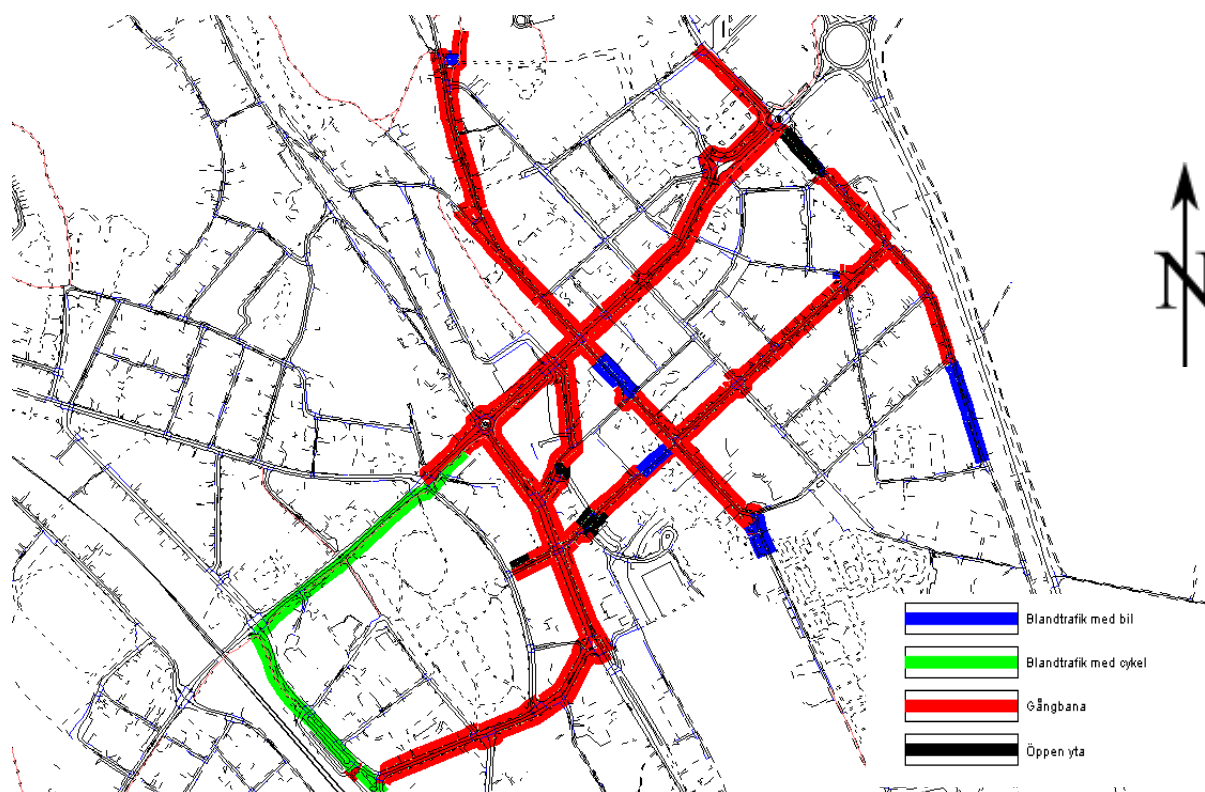 N
Blandtrafik med bil
Blandtrafik med cykel
Gångbana
Öppen yta